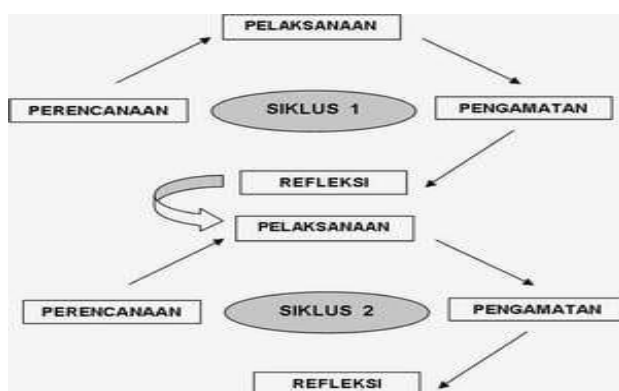 PELAKSANAAN
PERENCANAAN
SIKLUS 1
PENGAMATAN
REFLEKSI
PELAKSANAAN
PERENCANAAN
SIKLUS 2
PENGAMATAN
REFLEKSI